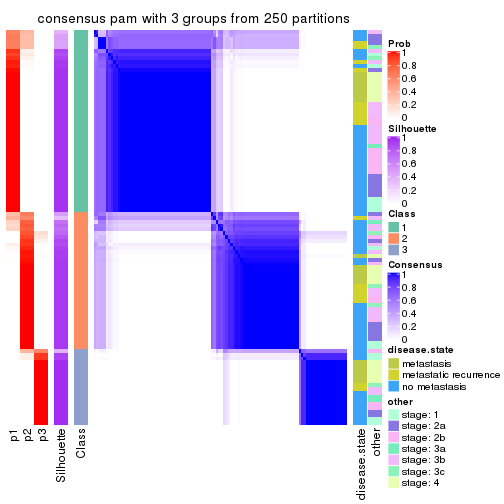 consensus pam with 3 groups from 250 partitions
Prob
1
0.8
0.6
0.4
0.2
0
Silhouette
1
0.8
0.6
0.4
0.2
0
Class
1
2
3
Consensus
1
0.8
0.6
0.4
0.2
0
disease.state
metastasis
metastatic recurrence
no metastasis
other
stage: 1
stage: 2a
stage: 2b
stage: 3a
stage: 3b
stage: 3c
stage: 4
p1
p2
p3
Silhouette
Class
disease.state
other